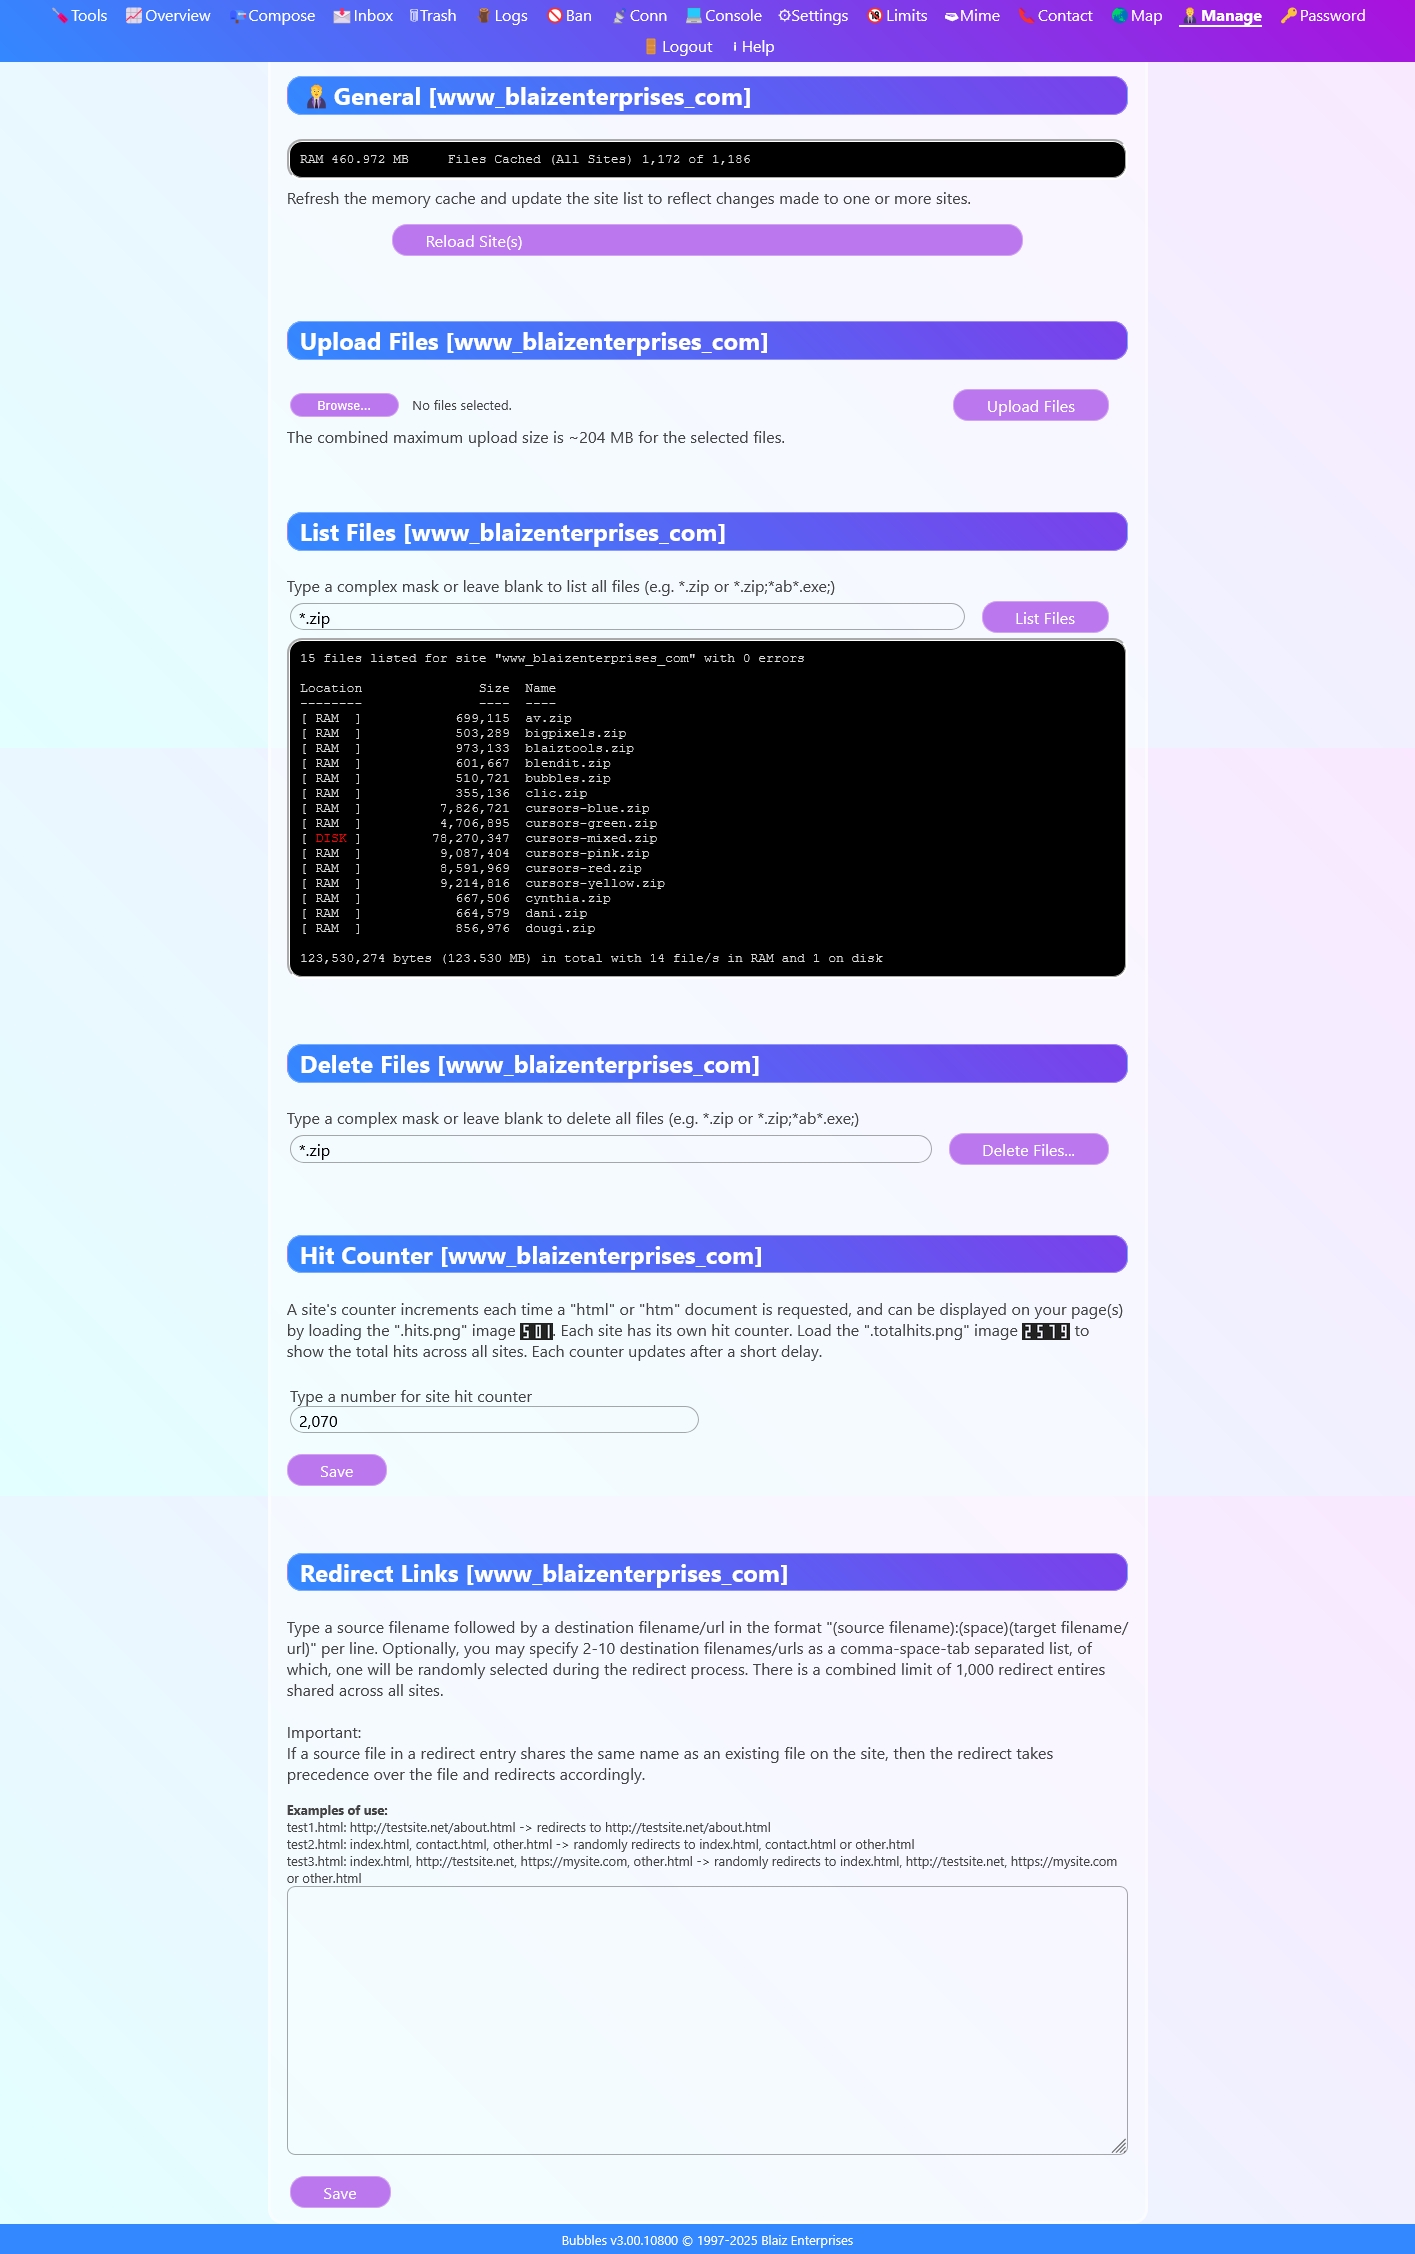 Tools Overview Compose Inbox Trash Logs Ban Conn Console Settings Limits Mime Contact Map Manage Password
Logout Help
General [www_blaizenterprises_com]
RAM 460.972 MB     Files Cached (All Sites) 1,172 of 1,186
Refresh the memory cache and update the site list to reflect changes made to one or more sites.
Reload Site(s)
Upload Files [www_blaizenterprises_com]
Browse... No files selected. Upload Files
The combined maximum upload size is ~204 MB for the selected files.
List Files [www_blaizenterprises_com]
Type a complex mask or leave blank to list all files (e.g. *.zip or *.zip;*ab*.exe;)
*.zip List Files
15 files listed for site "www_blaizenterprises_com" with 0 errors
Location               Size  Name
--------               ----  ----
[ RAM  ]            699,115  av.zip
[ RAM  ]            503,289  bigpixels.zip
[ RAM  ]            973,133  blaiztools.zip
[ RAM  ]            601,667  blendit.zip
[ RAM  ]            510,721  bubbles.zip
[ RAM  ]            355,136  clic.zip
[ RAM  ]          7,826,721  cursors-blue.zip
[ RAM  ]          4,706,895  cursors-green.zip
[ DISK ]         78,270,347  cursors-mixed.zip
[ RAM  ]          9,087,404  cursors-pink.zip
[ RAM  ]          8,591,969  cursors-red.zip
[ RAM  ]          9,214,816  cursors-yellow.zip
[ RAM  ]            667,506  cynthia.zip
[ RAM  ]            664,579  dani.zip
[ RAM  ]            856,976  dougi.zip
123,530,274 bytes (123.530 MB) in total with 14 file/s in RAM and 1 on disk
Delete Files [www_blaizenterprises_com]
Type a complex mask or leave blank to delete all files (e.g. *.zip or *.zip;*ab*.exe;)
*.zip Delete Files...
Hit Counter [www_blaizenterprises_com]
A site's counter increments each time a "html" or "htm" document is requested, and can be displayed on your page(s)
by loading the ".hits.png" image 501. Each site has its own hit counter. Load the ".totalhits.png" image 2579 to
show the total hits across all sites. Each counter updates after a short delay.
Type a number for site hit counter
2,070
Save
Redirect Links [www_blaizenterprises_com]
Type a source filename followed by a destination filename/url in the format "(source filename):(space)(target filename/
url)" per line. Optionally, you may specify 2-10 destination filenames/urls as a comma-space-tab separated list, of
which, one will be randomly selected during the redirect process. There is a combined limit of 1,000 redirect entires
shared across all sites.
Important:
If a source file in a redirect entry shares the same name as an existing file on the site, then the redirect takes
precedence over the file and redirects accordingly.
Examples of use:
test1.html: http://testsite.net/about.html -> redirects to http://testsite.net/about.html
test2.html: index.html, contact.html, other.html -> randomly redirects to index.html, contact.html or other.html
test3.html: index.html, http://testsite.net, https://mysite.com, other.html -> randomly redirects to index.html, http://testsite.net, https://mysite.com
or other.html
Save
Bubbles v3.00.10800 © 1997-2025 Blaiz Enterprises